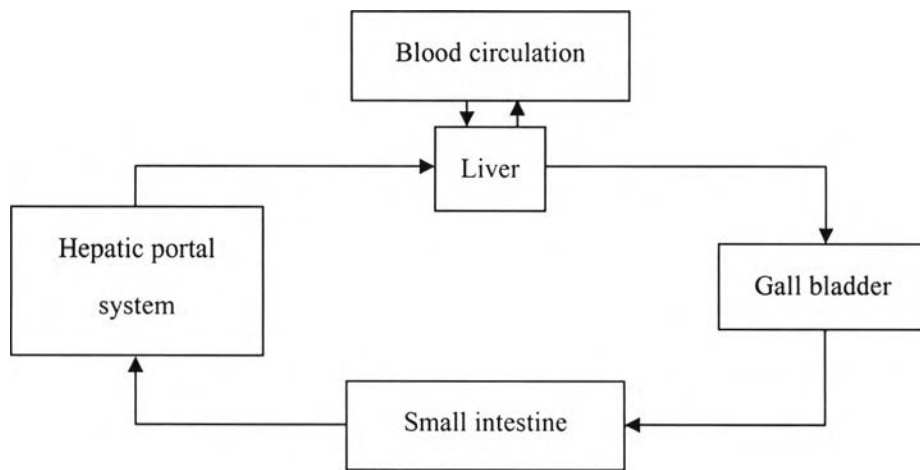 Blood circulation
Liver
Hepatic portal
system
Gall bladder
Small intestine